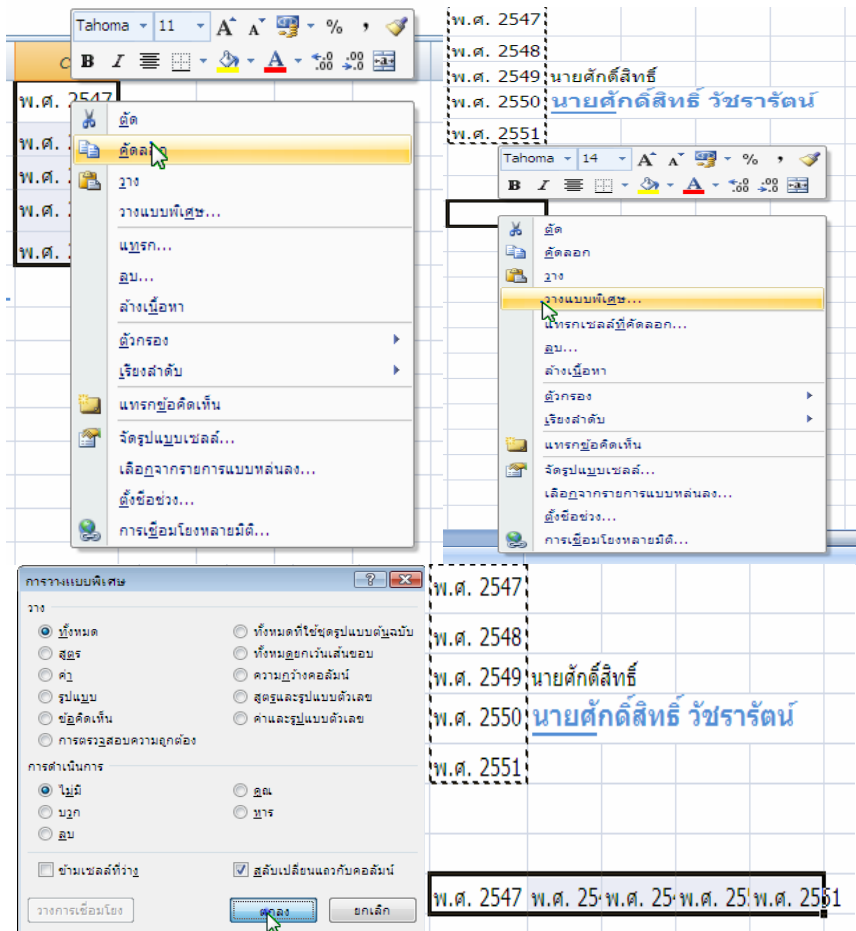 Tahoma 11 A A % ,
B I A .00 .00
พ.ศ. 2547
พ.ศ.
พ.ศ.
พ.ศ.
พ.ศ.
ตัด
คัดลอก
วาง
วางแบบพิเศษ...
แทรก...
ลบ...
ล้างเนื้อหา
ตัวกรอง
เรียงลำดับ
แทรกข้อคิดเห็น
จัดรูปแบบเซลล์...
เลือกจากรายการแบบหล่นลง...
ตั้งชื่อช่วง...
การเชื่อมโยงหลายมิติ...
พ.ศ. 2547
พ.ศ. 2548
พ.ศ. 2549 นายศักดิ์สิทธิ์
พ.ศ. 2550 นายศักดิ์สิทธิ์ วัชรารัตน์
พ.ศ. 2551
Tahoma 14 A A % ,
B I A .00 .00
ตัด
คัดลอก
วาง
วางแบบพิเศษ...
แทรกเซลล์ที่คัดลอก...
ลบ...
ล้างเนื้อหา
ตัวกรอง
เรียงลำดับ
แทรกข้อคิดเห็น
จัดรูปแบบเซลล์...
เลือกจากรายการแบบหล่นลง...
ตั้งชื่อช่วง...
การเชื่อมโยงหลายมิติ...
การวางแบบพิเศษ
วาง
ทั้งหมด ทั้งหมดที่ใช้ชุดรูปแบบต้นฉบับ
สูตร ทั้งหมดยกเว้นเส้นขอบ
ค่า ความกว้างคอลัมน์
รูปแบบ สูตรและรูปแบบตัวเลข
ข้อคิดเห็น ค่าและรูปแบบตัวเลข
การตรวจสอบความถูกต้อง
การดำเนินการ
ไม่มี คูณ
บวก หาร
ลบ
ข้ามเซลล์ที่ว่าง สลับเปลี่ยนแถวกับคอลัมน์
วางการเชื่อมโยง ตกลง ยกเลิก
พ.ศ. 2547
พ.ศ. 2548
พ.ศ. 2549 นายศักดิ์สิทธิ์
พ.ศ. 2550 นายศักดิ์สิทธิ์ วัชรารัตน์
พ.ศ. 2551
พ.ศ. 2547 พ.ศ. 25 พ.ศ. 25 พ.ศ. 25 พ.ศ. 2551